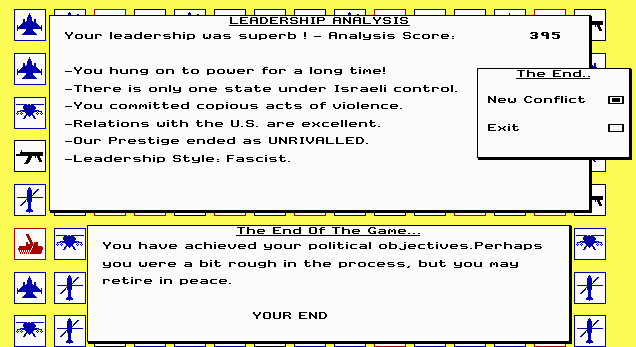 LEADERSHIP ANALYSIS
Your leadership was superb ! - Analysis Score: 395
-You hung on to power for a long time!
-There is only one state under Israeli control.
-You committed copious acts of violence.
-Relations with the U.S. are excellent.
-Our Prestige ended as UNRIVALLED.
-Leadership Style: Fascist.
The End..
New Conflict
Exit
The End Of The Game...
You have achieved your political objectives.Perhaps
you were a bit rough in the process, but you may
retire in peace.
YOUR END